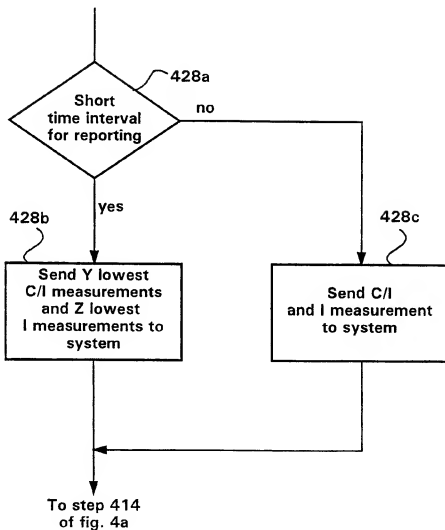 428a
Short
time interval
for reporting
no
yes
428b
428c
Send Y lowest
C/I measurements
and Z lowest
I measurements to
system
Send C/I
and I measurement
to system
To step 414
of fig. 4a